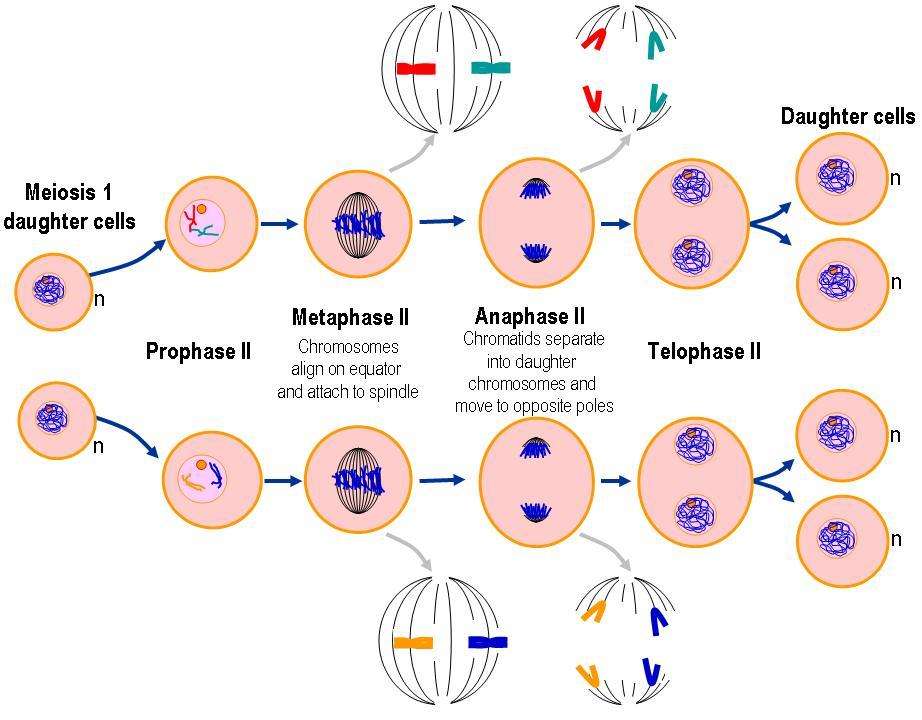 Daughter cells
Meiosis 1
daughter cells
n
n
n
Metaphase II
Chromosomes
align on equator
and attach to spindle
Anaphase II
Chromatids separate
into daughter
chromosomes and
move to opposite poles
Prophase II
Telophase II
n
n
n